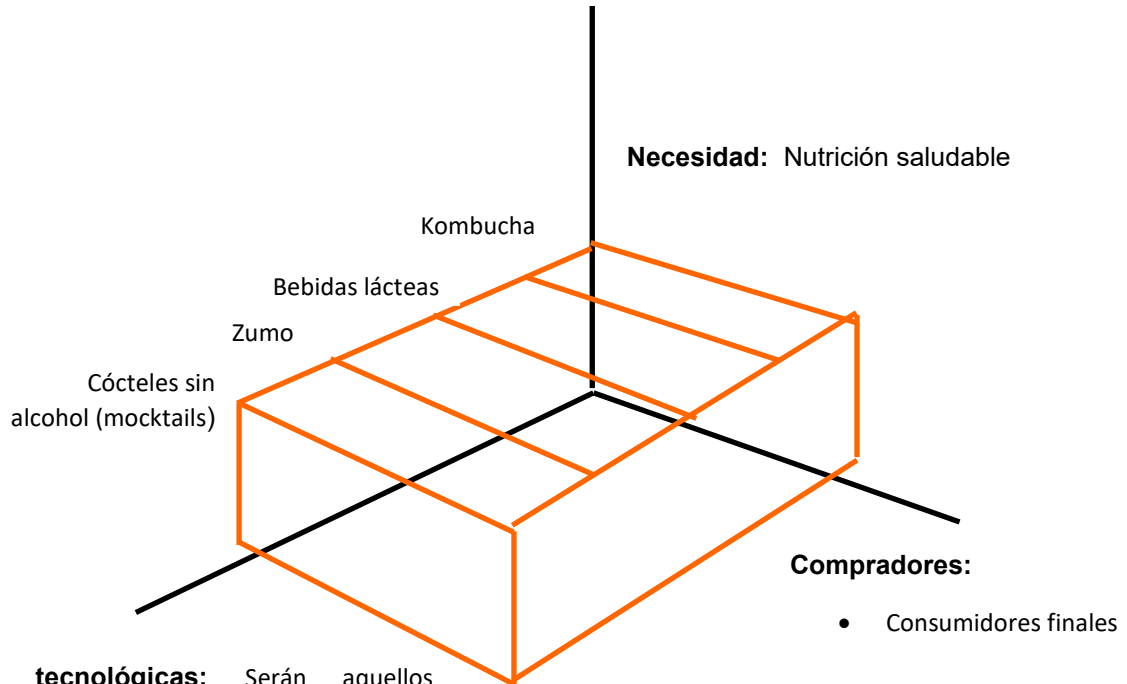 Necesidad: Nutrición saludable
Kombucha
Bebidas lácteas
Zumo
Cócteles sin
alcohol (mocktails)
Compradores:
• Consumidores finales
tecnológicas: Serán aquellos